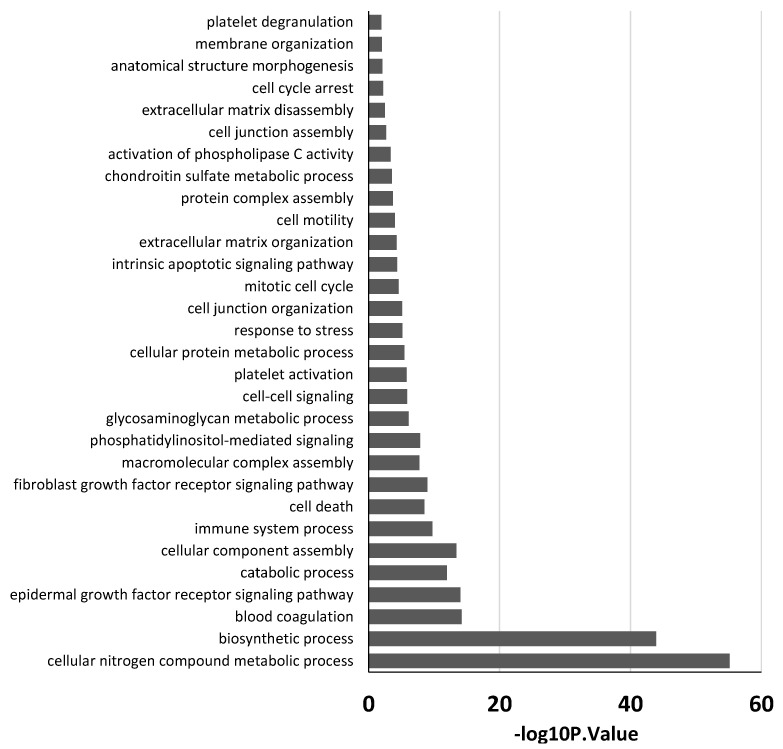 platelet degranulation
membrane organization
anatomical structure morphogenesis
cell cycle arrest
extracellular matrix disassembly
cell junction assembly
activation of phospholipase C activity
chondroitin sulfate metabolic process
protein complex assembly
cell motility
extracellular matrix organization
intrinsic apoptotic signaling pathway
mitotic cell cycle
cell junction organization
response to stress
cellular protein metabolic process
platelet activation
cell-cell signaling
glycosaminoglycan metabolic process
phosphatidylinositol-mediated signaling
macromolecular complex assembly
fibroblast growth factor receptor signaling pathway
cell death
immune system process
cellular component assembly
catabolic process
epidermal growth factor receptor signaling pathway
blood coagulation
biosynthetic process
cellular nitrogen compound metabolic process
0 20 40 60
-log10P.Value